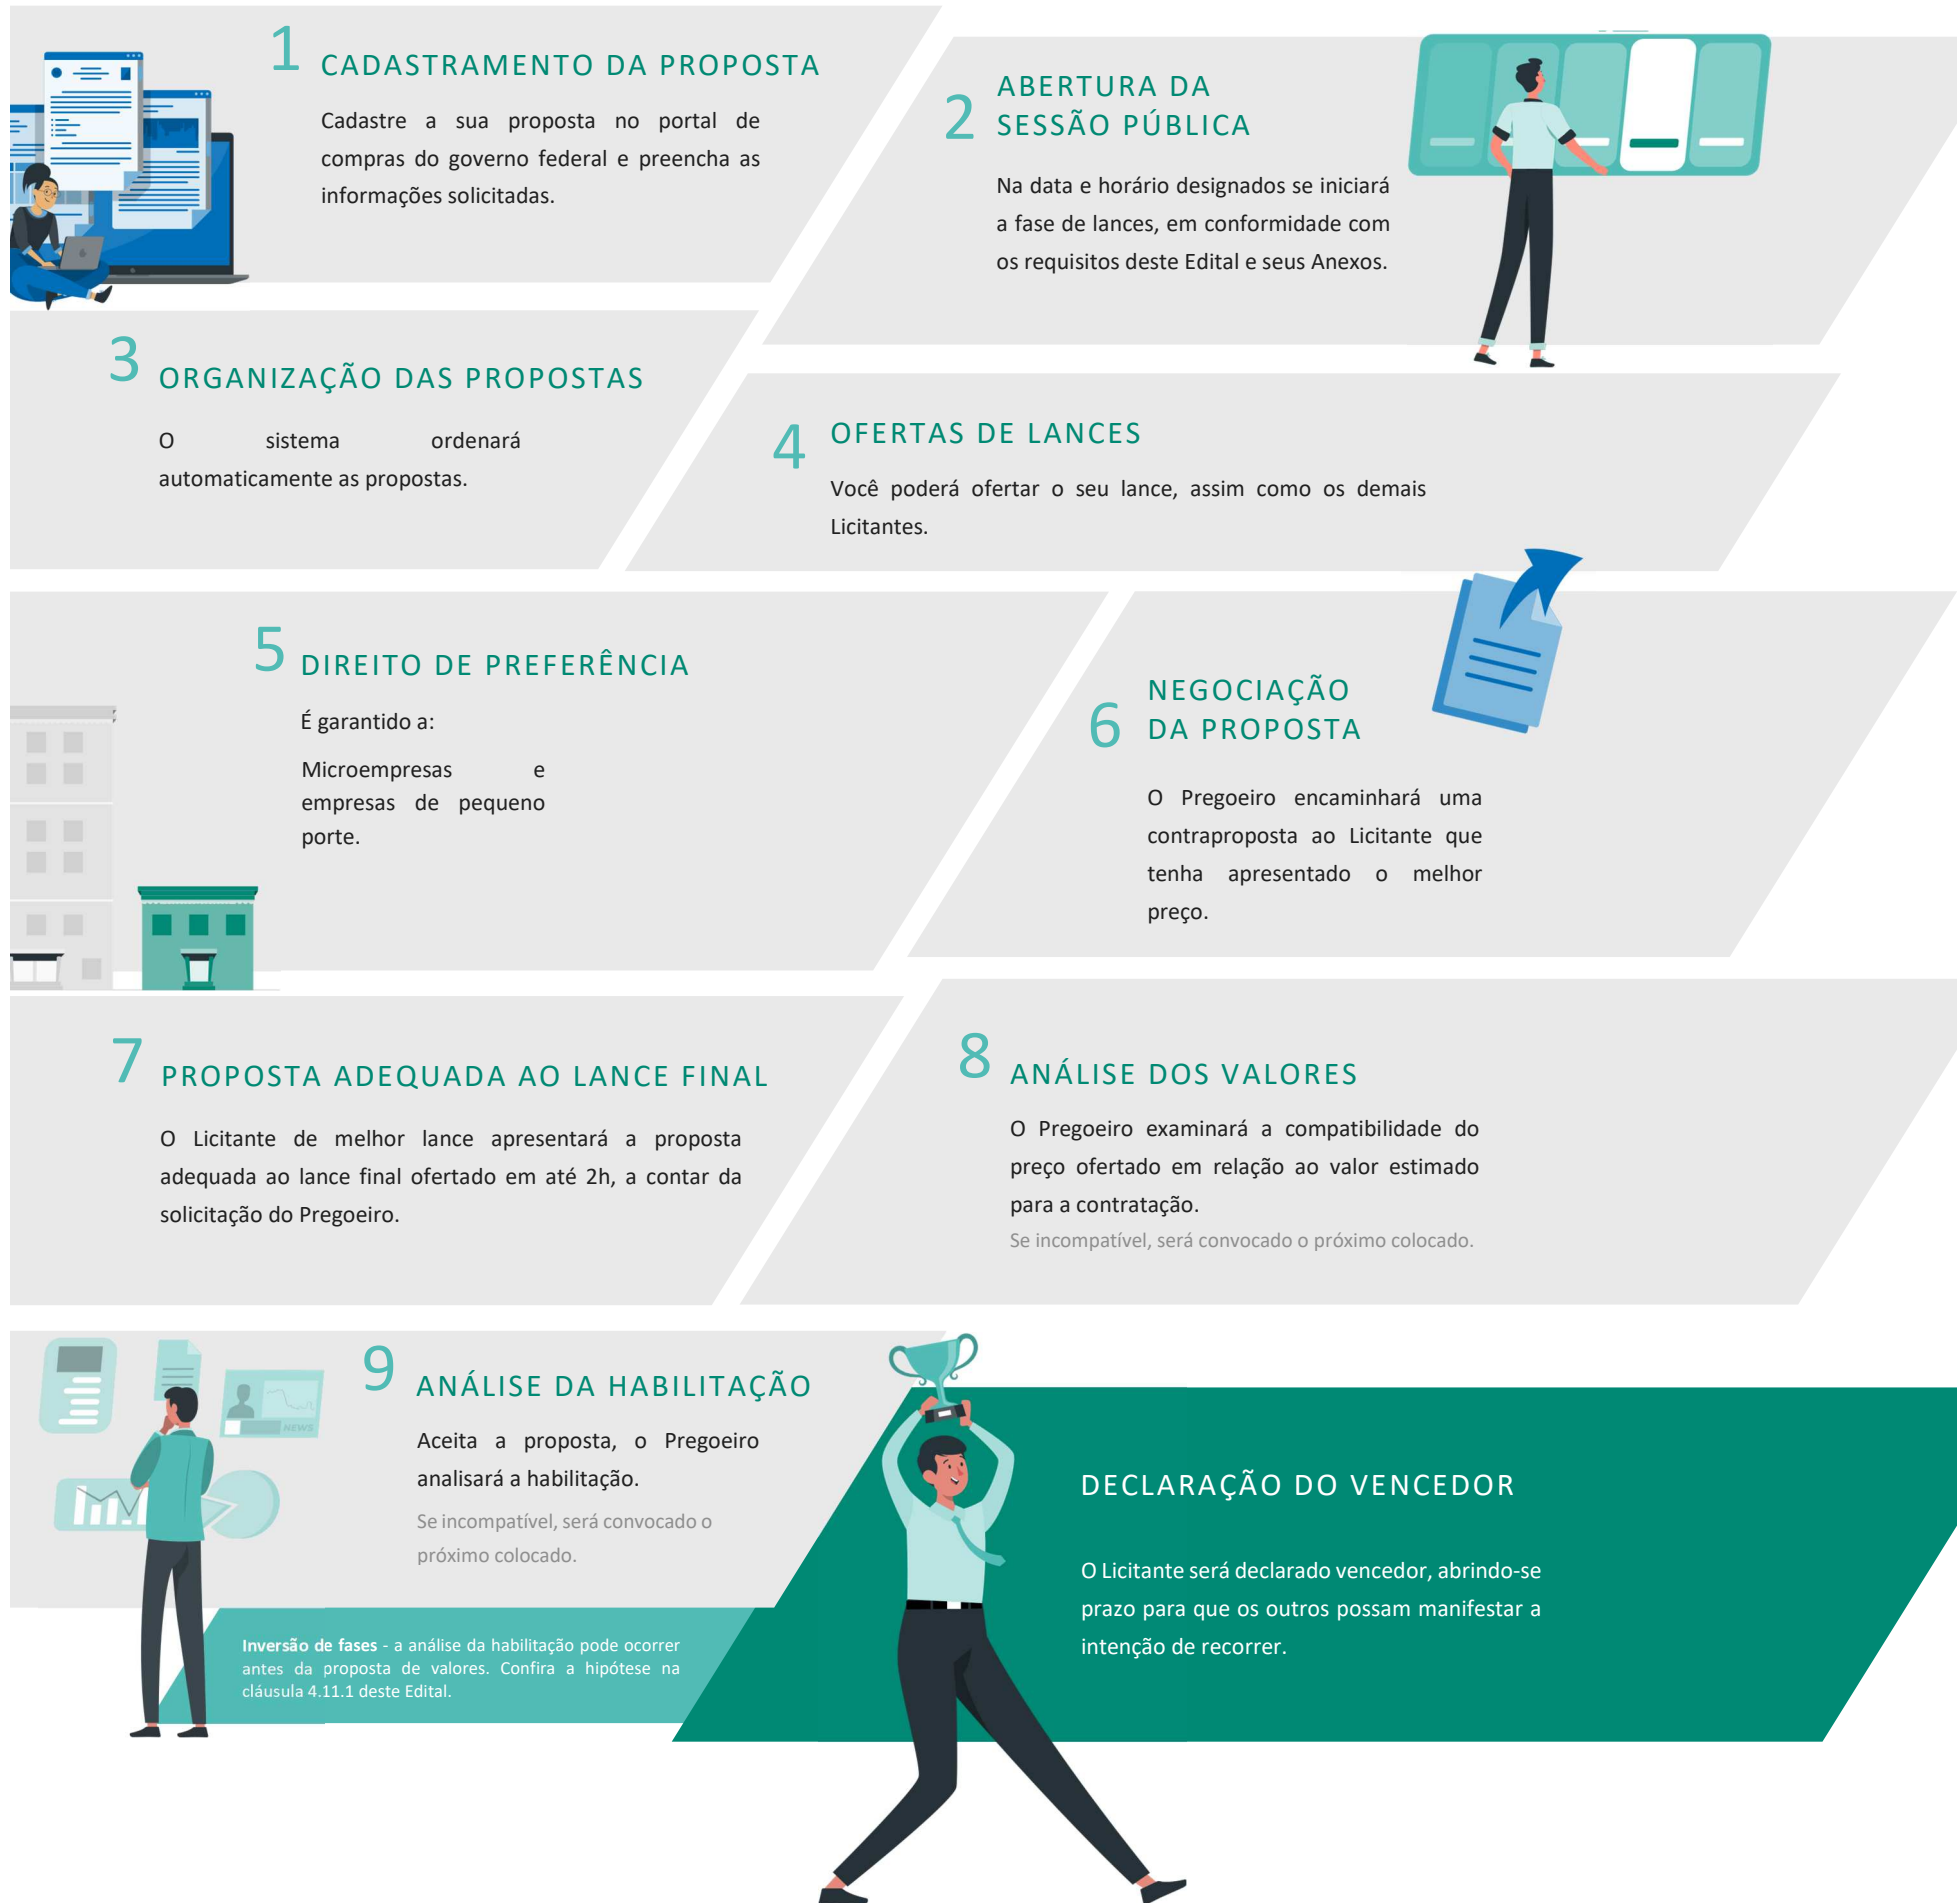 1
CADASTRAMENTO DA PROPOSTA
Cadastre a sua proposta no portal de
compras do governo federal e preencha as
informações solicitadas.
2
ABERTURA DA
SESSÃO PÚBLICA
Na data e horário designados se iniciará
a fase de lances, em conformidade com
os requisitos deste Edital e seus Anexos.
3
ORGANIZAÇÃO DAS PROPOSTAS
O sistema ordenará
automaticamente as propostas.
4
OFERTAS DE LANCES
Você poderá ofertar o seu lance, assim como os demais
Licitantes.
5
DIREITO DE PREFERÊNCIA
É garantido a:
Microempresas e
empresas de pequeno
porte.
6
NEGOCIAÇÃO
DA PROPOSTA
O Pregoeiro encaminhará uma
contraproposta ao Licitante que
tenha apresentado o melhor
preço.
7
PROPOSTA ADEQUADA AO LANCE FINAL
O Licitante de melhor lance apresentará a proposta
adequada ao lance final ofertado em até 2h, a contar da
solicitação do Pregoeiro.
8
ANÁLISE DOS VALORES
O Pregoeiro examinará a compatibilidade do
preço ofertado em relação ao valor estimado
para a contratação.
Se incompatível, será convocado o próximo colocado.
9
ANÁLISE DA HABILITAÇÃO
Aceita a proposta, o Pregoeiro
analisará a habilitação.
Se incompatível, será convocado o
próximo colocado.
NEWS
Inversão de fases - a análise da habilitação pode ocorrer
antes da proposta de valores. Confira a hipótese na
cláusula 4.11.1 deste Edital.
DECLARAÇÃO DO VENCEDOR
O Licitante será declarado vencedor, abrindo-se
prazo para que os outros possam manifestar a
intenção de recorrer.